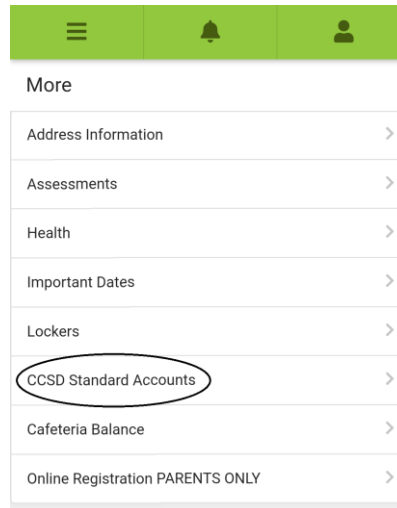 More
Address Information
Assessments
Health
Important Dates
Lockers
CCSD Standard Accounts
Cafeteria Balance
Online Registration PARENTS ONLY